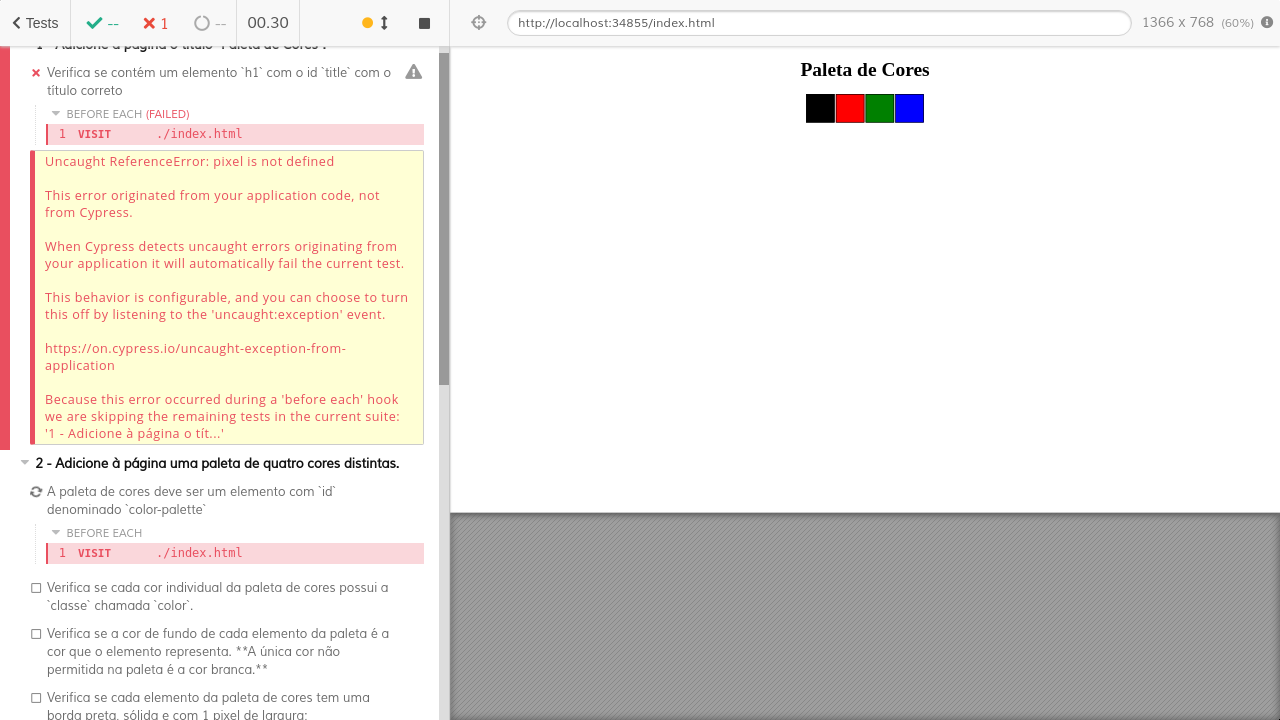 Tests
--
1
--
00.30
http://localhost:34855/index.html
1366 x 768 (60%)
1 - Adicione à página o título "Paleta de Cores".
Verifica se contém um elemento `h1` com o id `title` com o
título correto
BEFORE EACH (FAILED)
1 VISIT ./index.html
Uncaught ReferenceError: pixel is not defined
This error originated from your application code, not
from Cypress.
When Cypress detects uncaught errors originating from
your application it will automatically fail the current test.
This behavior is configurable, and you can choose to turn
this off by listening to the 'uncaught:exception' event.
https://on.cypress.io/uncaught-exception-from-
application
Because this error occurred during a 'before each' hook
we are skipping the remaining tests in the current suite:
'1 - Adicione à página o tít...'
2 - Adicione à página uma paleta de quatro cores distintas.
A paleta de cores deve ser um elemento com `id`
denominado `color-palette`
BEFORE EACH
1 VISIT ./index.html
Verifica se cada cor individual da paleta de cores possui a
`classe` chamada `color`.
Verifica se a cor de fundo de cada elemento da paleta é a
cor que o elemento representa. **A única cor não
permitida na paleta é a cor branca.**
Verifica se cada elemento da paleta de cores tem uma
borda preta, sólida e com 1 pixel de largura;
Paleta de Cores